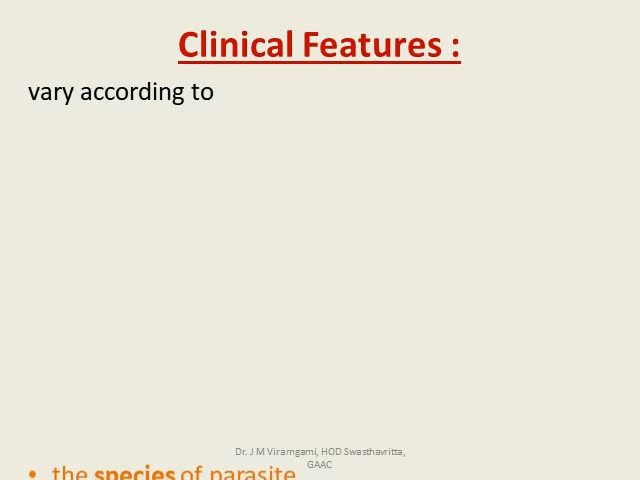 Clinical Features :
vary according to
Dr. J M Viramgami, HOD Swasthavritta,
GAAC
• the species of parasite